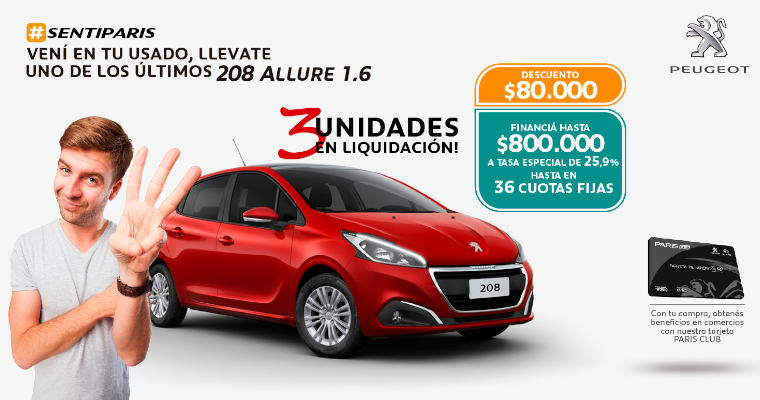 #SENTIPARIS
VENÍ EN TU USADO, LLEVATE
UNO DE LOS ÚLTIMOS 208 ALLURE 1.6
3 UNIDADES
EN LIQUIDACIÓN!
DESCUENTO
$80.000
FINANCIÁ HASTA
$800.000
A TASA ESPECIAL DE 25,9%
HASTA EN
36 CUOTAS FIJAS
PEUGEOT
208
PARIS
Con tu compra, obtenés
beneficios en comercios
con nuestra tarjeta
PARIS CLUB